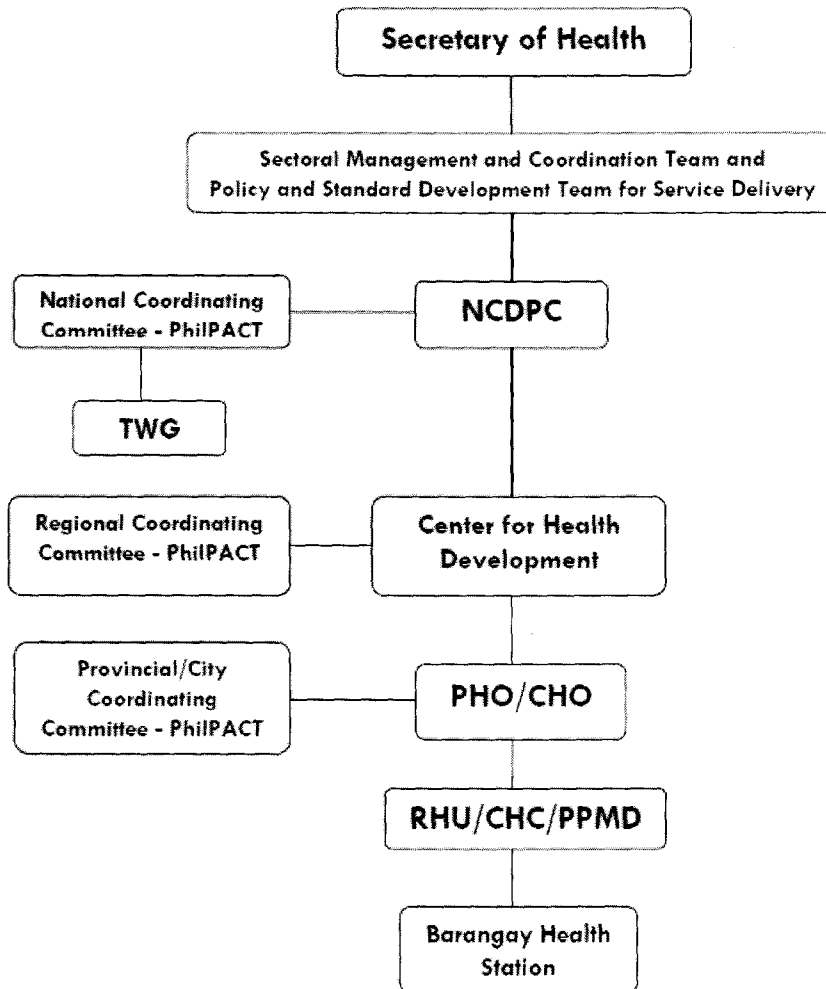 Secretary of Health
Sectoral Management and Coordination Team and
Policy and Standard Development Team for Service Delivery
National Coordinating
Committee - PhilPACT
NCDPC
TWG
Regional Coordinating
Committee - PhilPACT
Center for Health
Development
Provincial/City
Coordinating
Committee - PhilPACT
PHO/CHO
RHU/CHC/PPMD
Barangay Health
Station